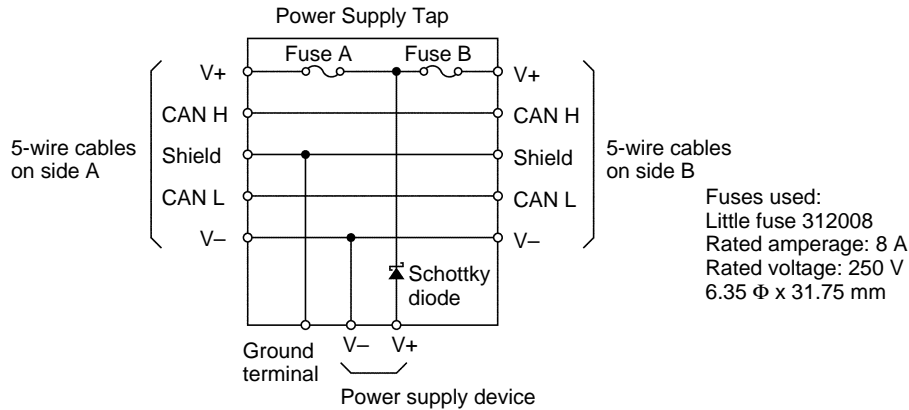 Power Supply Tap
Fuse A Fuse B
V+ V+
CAN H CAN H
5-wire cables
on side A
Shield Shield
5-wire cables
on side B
CAN L CAN L
V– V–
Fuses used:
Little fuse 312008
Rated amperage: 8 A
Rated voltage: 250 V
6.35 Φ x 31.75 mm
Schottky
diode
Ground
terminal
V– V+
Power supply device